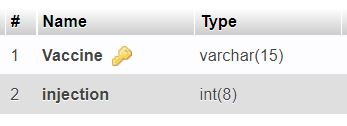 # Name Type
1 Vaccine varchar(15)
2 injection int(8)